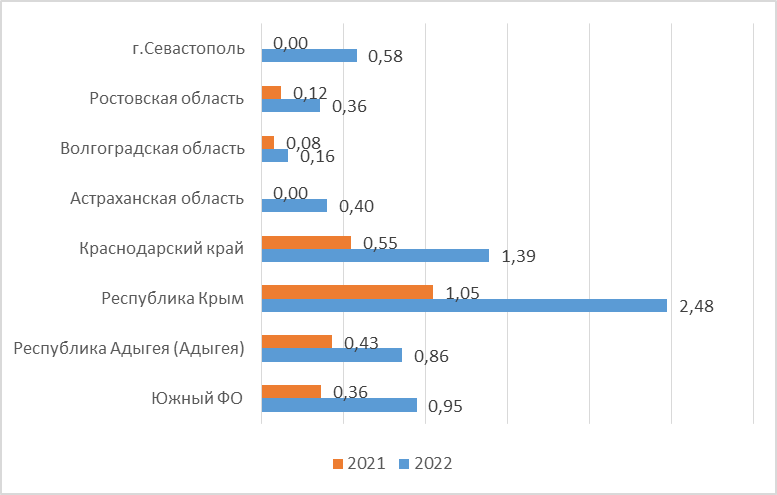 г.Севастополь
0,00
0,58
Ростовская область
0,12
0,36
Волгоградская область
0,08
0,16
Астраханская область
0,00
0,40
Краснодарский край
0,55
1,39
Республика Крым
1,05
2,48
Республика Адыгея (Адыгея)
0,43
0,86
Южный ФО
0,36
0,95
2021 2022